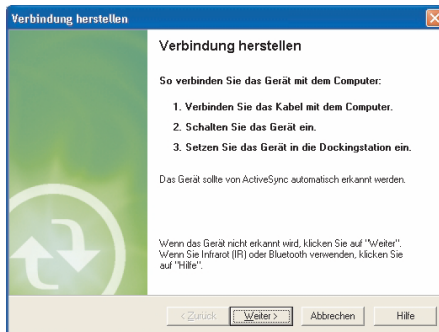 Verbindung herstellen
Verbindung herstellen
So verbinden Sie das Gerät mit dem Computer:
1. Verbinden Sie das Kabel mit dem Computer.
2. Schalten Sie das Gerät ein.
3. Setzen Sie das Gerät in die Dockingstation ein.
Das Gerät sollte von ActiveSync automatisch erkannt werden.
Wenn das Gerät nicht erkannt wird, klicken Sie auf "Weiter".
Wenn Sie Infrarot (IR) oder Bluetooth verwenden, klicken Sie
auf "Hilfe".
< Zurück Weiter > Abbrechen Hilfe